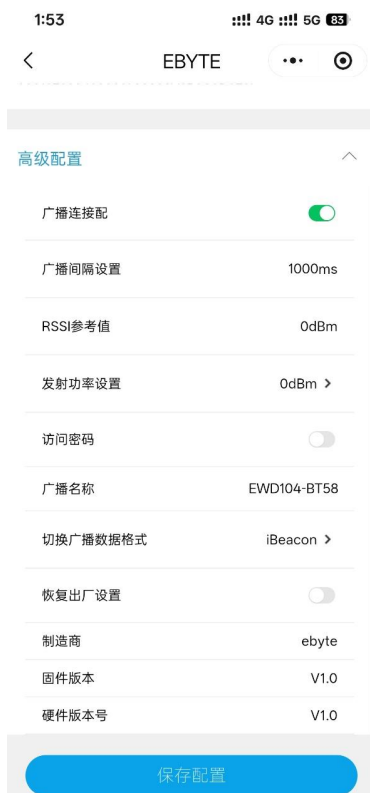 1:53 4G 5G 83
EBYTE
高级配置
广播连接配
广播间隔设置 1000ms
RSSI参考值 0dBm
发射功率设置 0dBm
访问密码
广播名称 EWD104-BT58
切换广播数据格式 iBeacon
恢复出厂设置
制造商 ebyte
固件版本 V1.0
硬件版本号 V1.0
保存配置